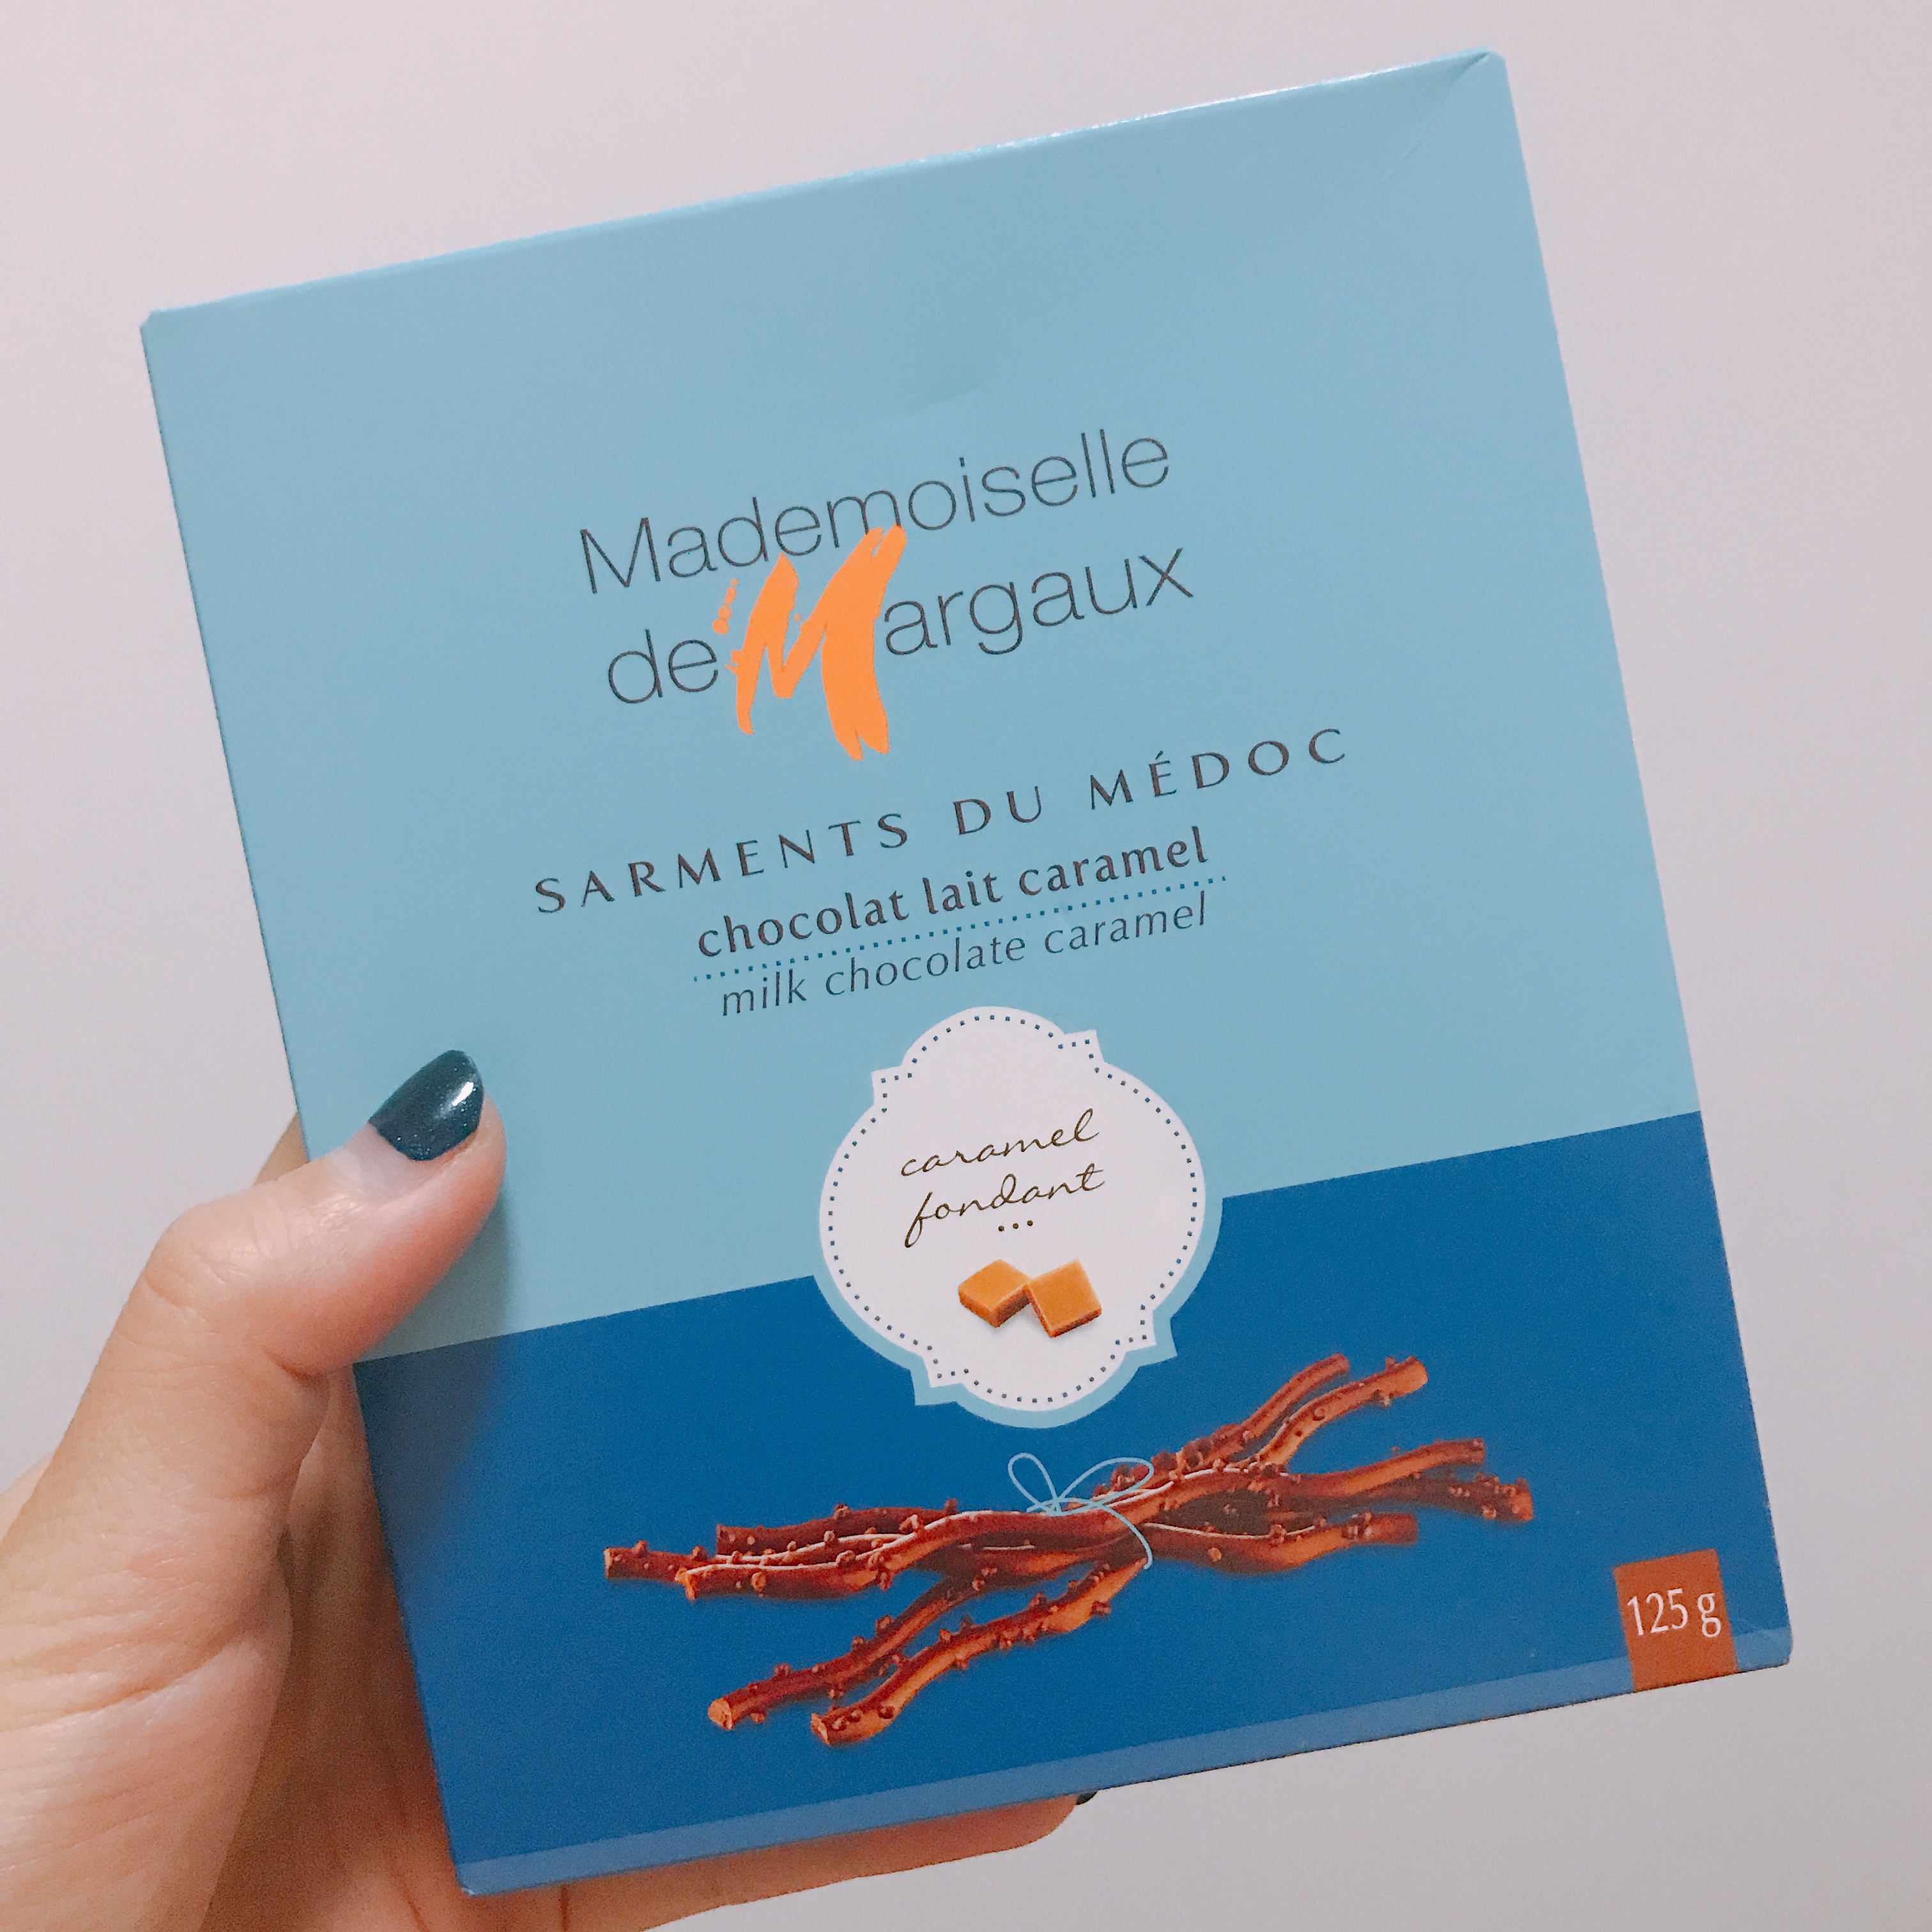 Mademoiselle
de Margaux
SARMENTS DU MÉDOC
chocolat lait caramel
milk chocolate caramel
caramel
fondant
...
125 g